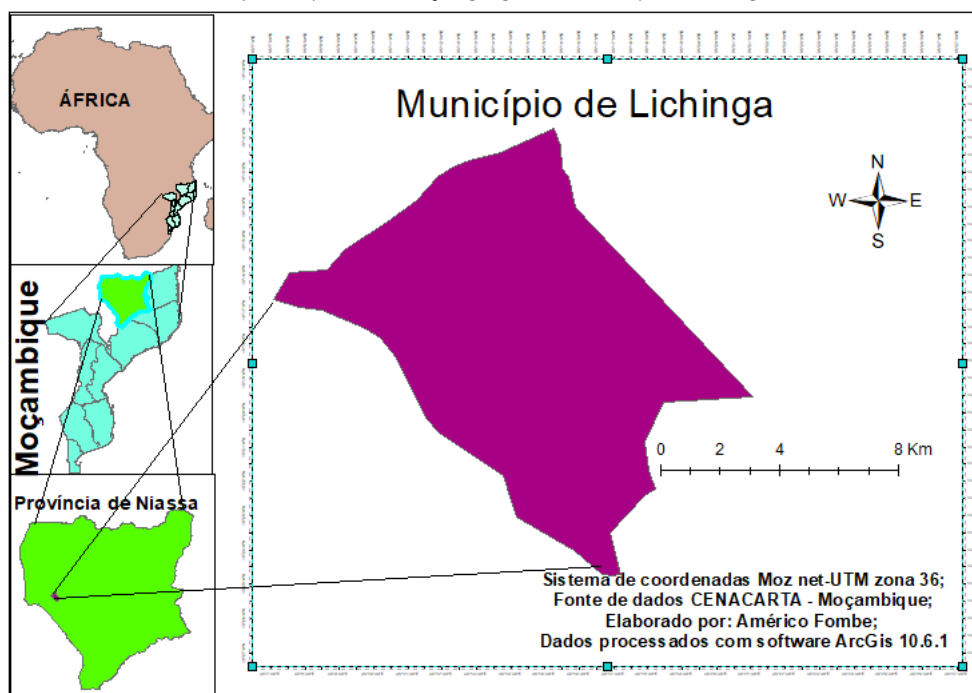 ÁFRICA
Moçambique
Província de Niassa
Município de Lichinga
N
W E
S
0 2 4 8 Km
Sistema de coordenadas Moz net-UTM zona 36;
Fonte de dados CENACARTA - Moçambique;
Elaborado por: Américo Fombe;
Dados processados com software ArcGis 10.6.1